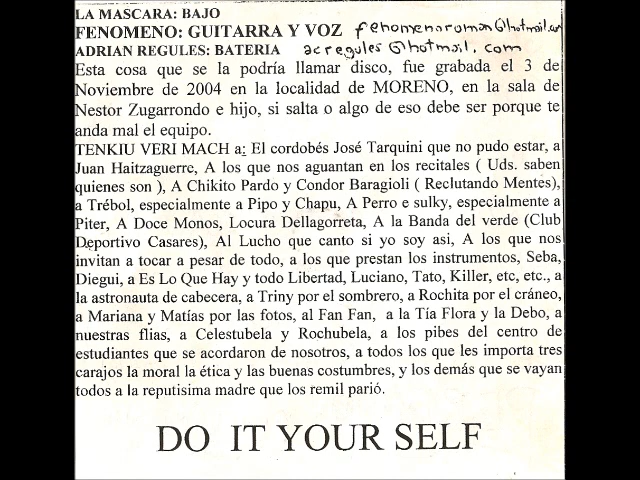 LA MASCARA: BAJO
FENOMENO: GUITARRA Y VOZ fenomenoroman@hotmail.com
ADRIAN REGULES: BATERIA acregules@hotmail.com
Esta cosa que se la podría llamar disco, fue grabada el 3 de
Noviembre de 2004 en la localidad de MORENO, en la sala de
Nestor Zugarrondo e hijo, si salta o algo de eso debe ser porque te
anda mal el equipo.
TENKIU VERI MACH a: El cordobés José Tarquini que no pudo estar, a
Juan Haitzaguerre, A los que nos aguantan en los recitales ( Uds. saben
quienes son ), A Chikito Pardo y Condor Baragioli ( Reclutando Mentes),
a Trébol, especialmente a Pipo y Chapu, A Perro e sulky, especialmente a
Piter, A Doce Monos, Locura Dellagorreta, A la Banda del verde (Club
Deportivo Casares), Al Lucho que canto si yo soy asi, A los que nos
invitan a tocar a pesar de todo, a los que prestan los instrumentos, Seba,
Diegui, a Es Lo Que Hay y todo Libertad, Luciano, Tato, Killer, etc, etc., a
la astronauta de cabecera, a Triny por el sombrero, a Rochita por el cráneo,
a Mariana y Matías por las fotos, al Fan Fan, a la Tía Flora y la Debo, a
nuestras flias, a Celestubela y Rochubela, a los pibes del centro de
estudiantes que se acordaron de nosotros, a todos los que les importa tres
carajos la moral la ética y las buenas costumbres, y los demás que se vayan
todos a la reputisima madre que los remil parió.
DO IT YOUR SELF